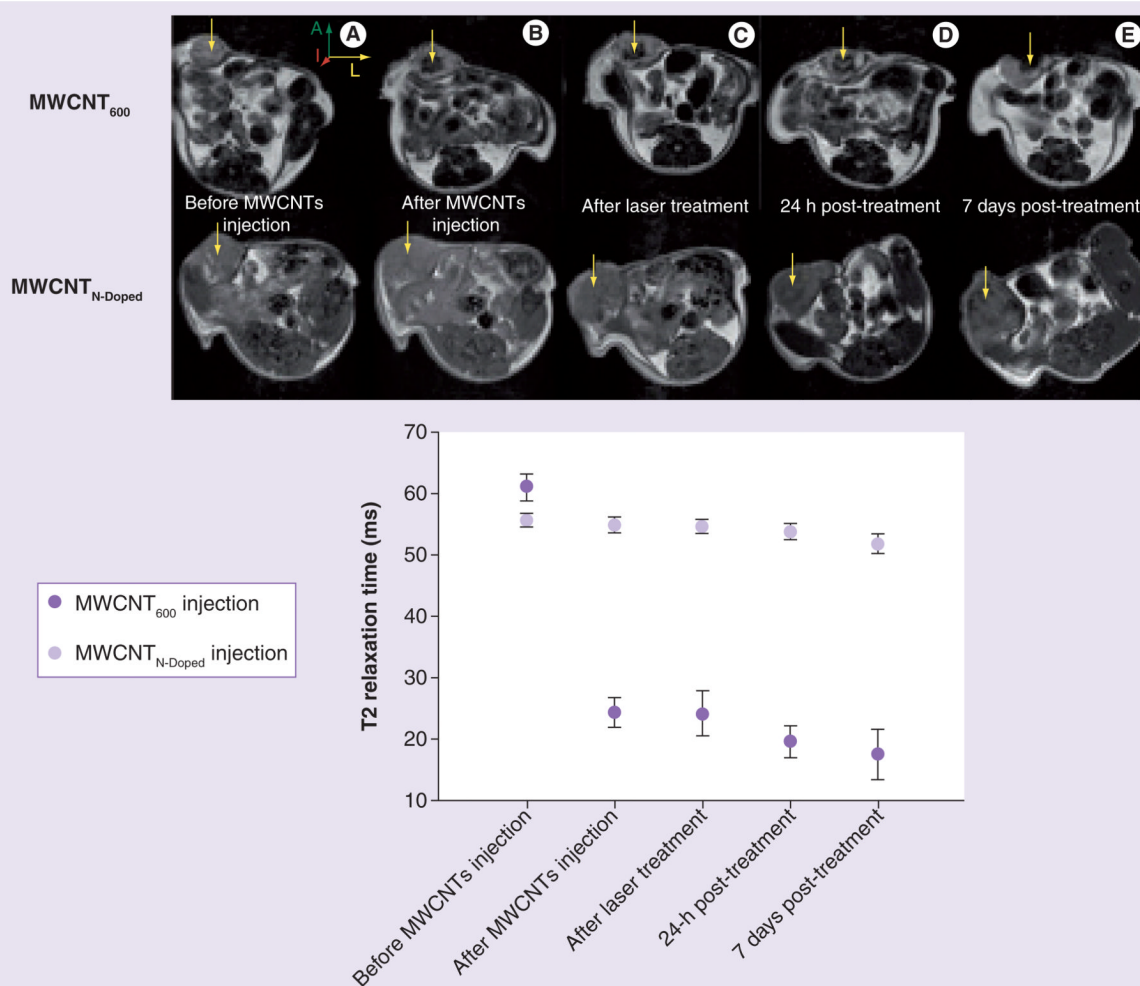 A
B
C
D
E
A
I
L
MWCNT600
Before MWCNTs
injection
After MWCNTs
injection
After laser treatment
24 h post-treatment
7 days post-treatment
MWCNTN-Doped
70
60
50
40
30
20
10
T2 relaxation time (ms)
MWCNT600 injection
MWCNTN-Doped injection
Before MWCNTs injection
After MWCNTs injection
After laser treatment
24-h post-treatment
7 days post-treatment